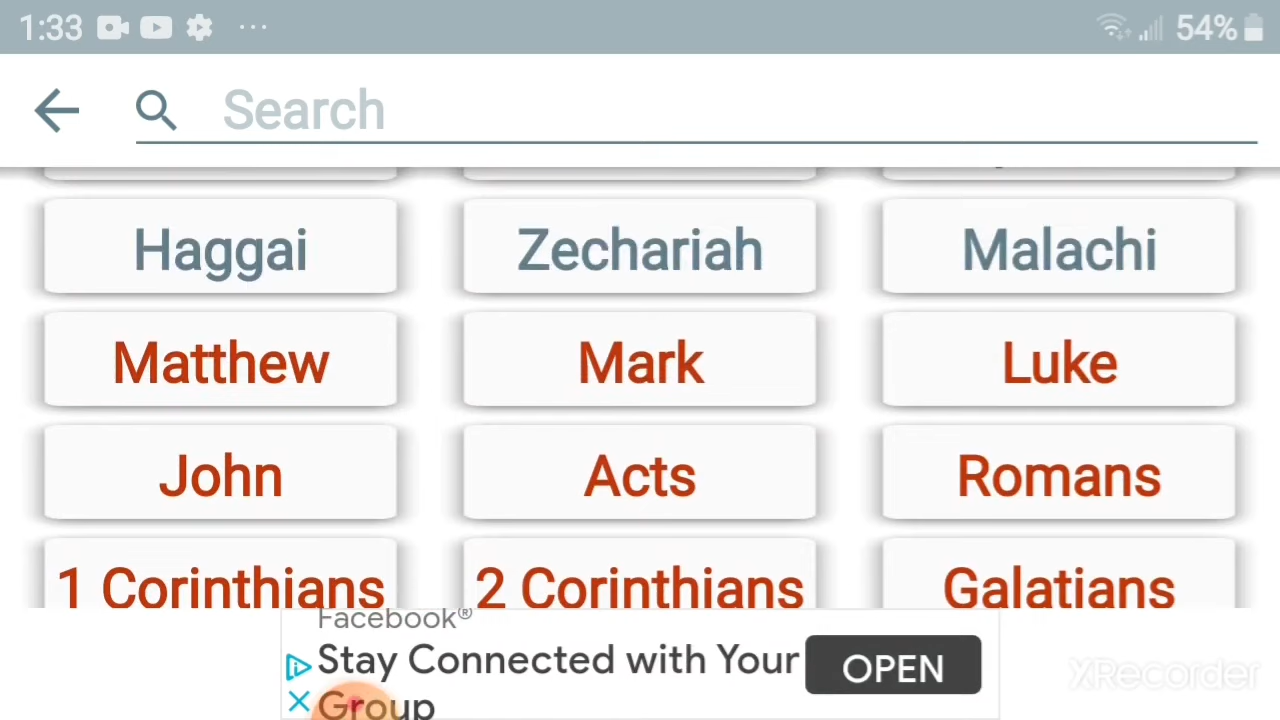 1:33 54%
Search
Haggai Zechariah Malachi
Matthew Mark Luke
John Acts Romans
1 Corinthians 2 Corinthians Galatians
Facebook®
Stay Connected with Your
Group
OPEN
XRecorder